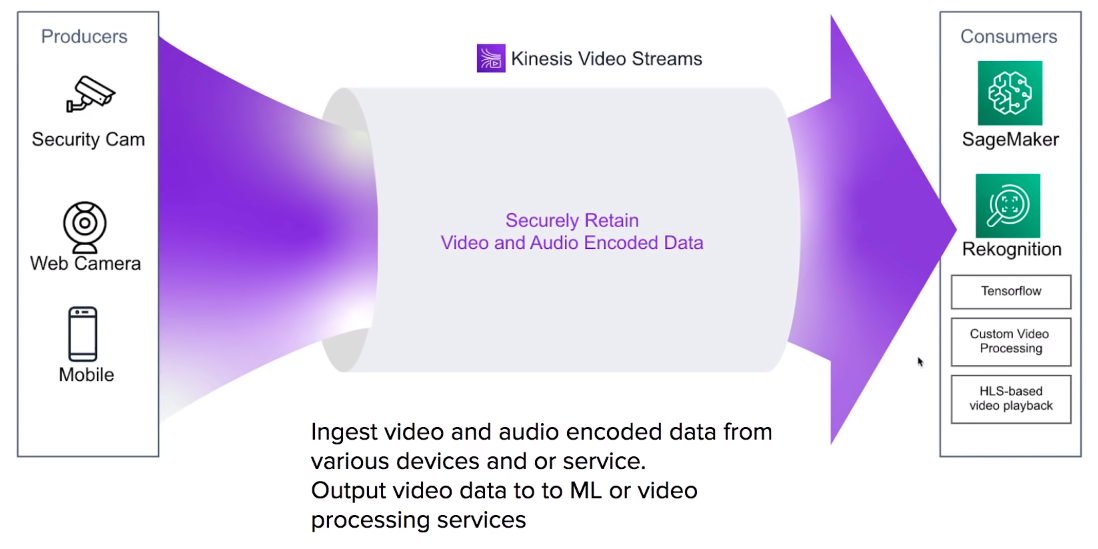 Producers
Security Cam
Web Camera
Mobile
Kinesis Video Streams
Securely Retain
Video and Audio Encoded Data
Ingest video and audio encoded data from
various devices and or service.
Output video data to to ML or video
processing services
Consumers
SageMaker
Rekognition
Tensorflow
Custom Video
Processing
HLS-based
video playback